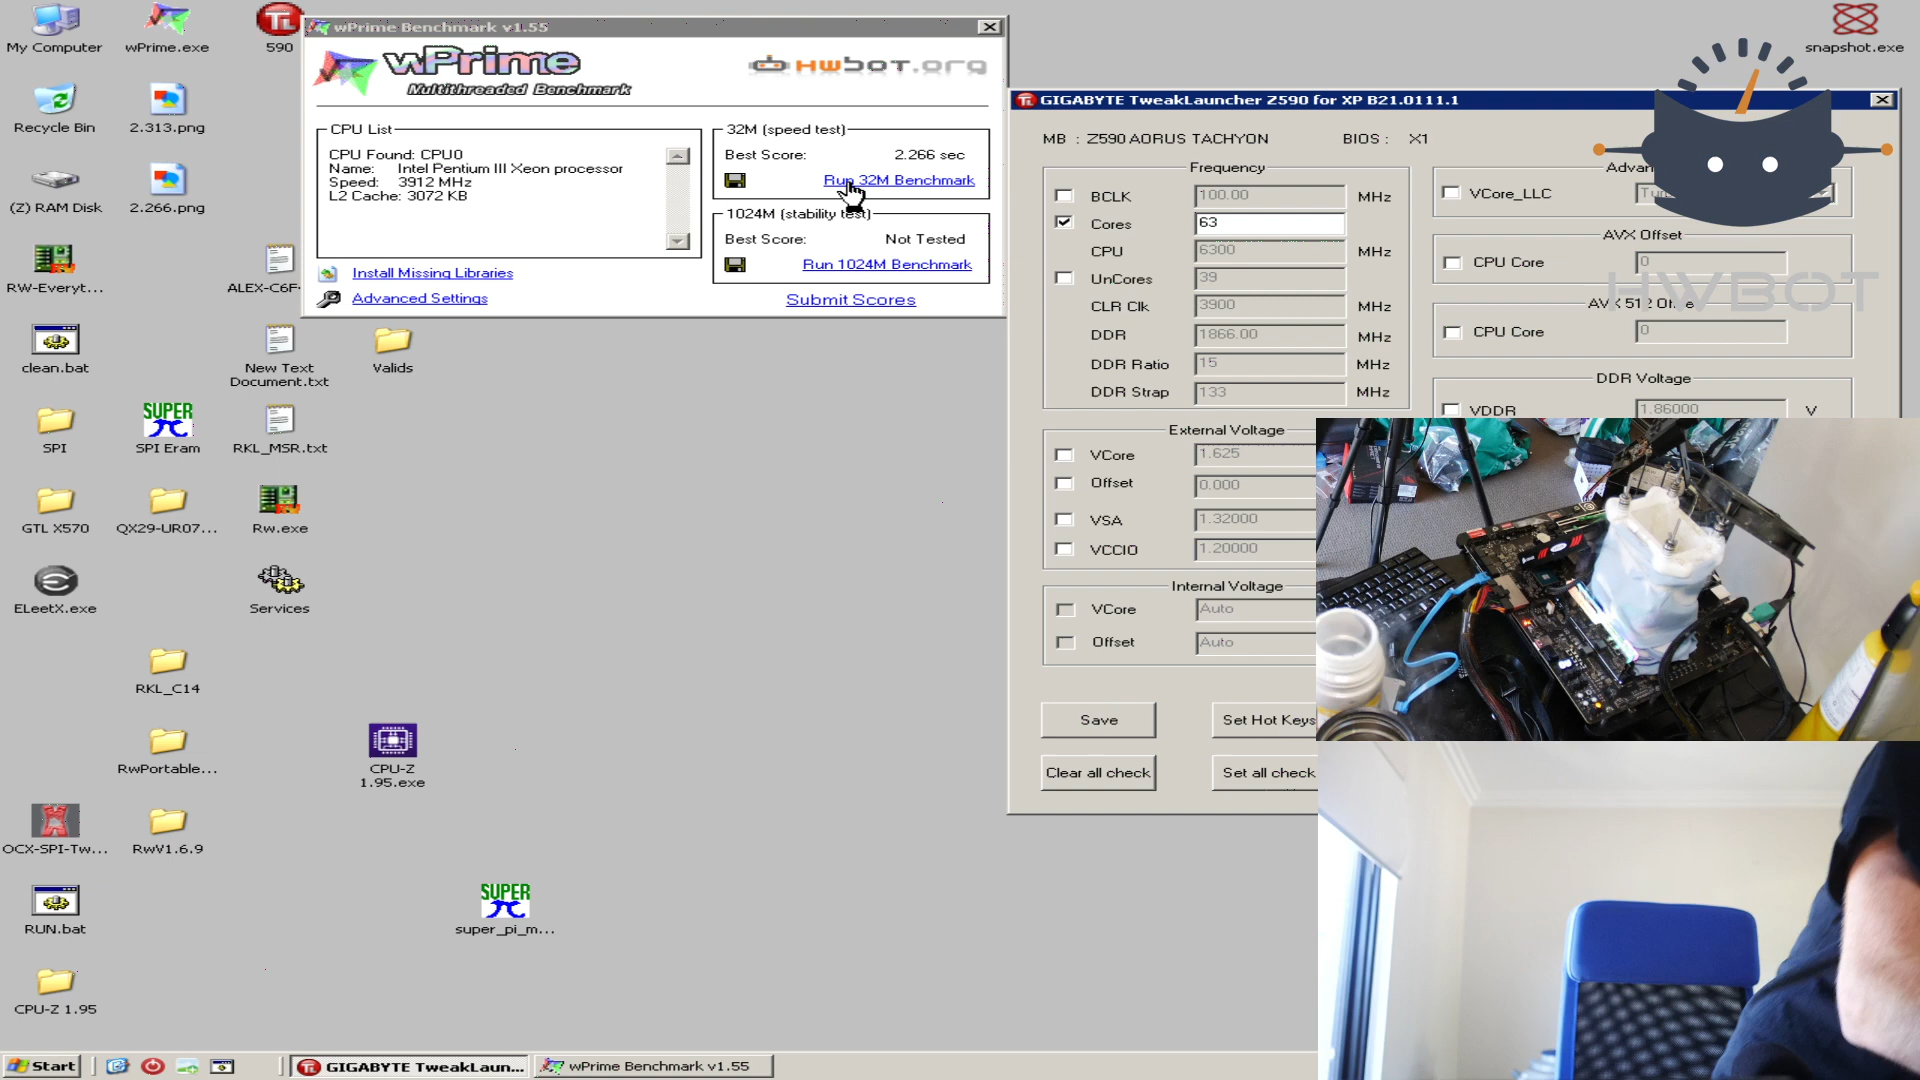 My Computer
wPrime.exe
590
Recycle Bin
2.313.png
(Z) RAM Disk
2.266.png
RW-Everyt...
ALEX-C6F-
clean.bat
New Text
Document.txt
Valids
SPI
SUPER
π
SPI Eram
RKL_MSR.txt
GTL X570
QX29-UR07...
Rw.exe
ELeetX.exe
Services
RKL_C14
RwPortable...
CPU-Z
1.95.exe
OCX-SPI-Tw...
RwV1.6.9
RUN.bat
SUPER
π
super_pi_m...
CPU-Z 1.95
snapshot.exe
wPrime Benchmark v1.55
wPrime
Multithreaded Benchmark
HWBOT.org
CPU List
CPU Found: CPU0
Name: Intel Pentium III Xeon processor
Speed: 3912 MHz
L2 Cache: 3072 KB
Install Missing Libraries
Advanced Settings
32M (speed test)
Best Score: 2.266 sec
Run 32M Benchmark
1024M (stability test)
Best Score: Not Tested
Run 1024M Benchmark
Submit Scores
TL GIGABYTE TweakLauncher Z590 for XP B21.0111.1
MB : Z590 AORUS TACHYON BIOS : X1
Frequency
BCLK 100.00 MHz
Cores 63
CPU 6300 MHz
UnCores 39
CLR Clk 3900 MHz
DDR 1866.00 MHz
DDR Ratio 15 MHz
DDR Strap 133 MHz
External Voltage
VCore 1.625
Offset 0.000
VSA 1.32000
VCCIO 1.20000
Internal Voltage
VCore Auto
Offset Auto
Save
Set Hot Keys
Clear all check
Set all check
VCore_LLC
AVX Offset
CPU Core 0
HWBOT
AVX 512
CPU Core 0
DDR Voltage
VDDR 1.86000 V
Start
GIGABYTE TweakLaun...
wPrime Benchmark v1.55